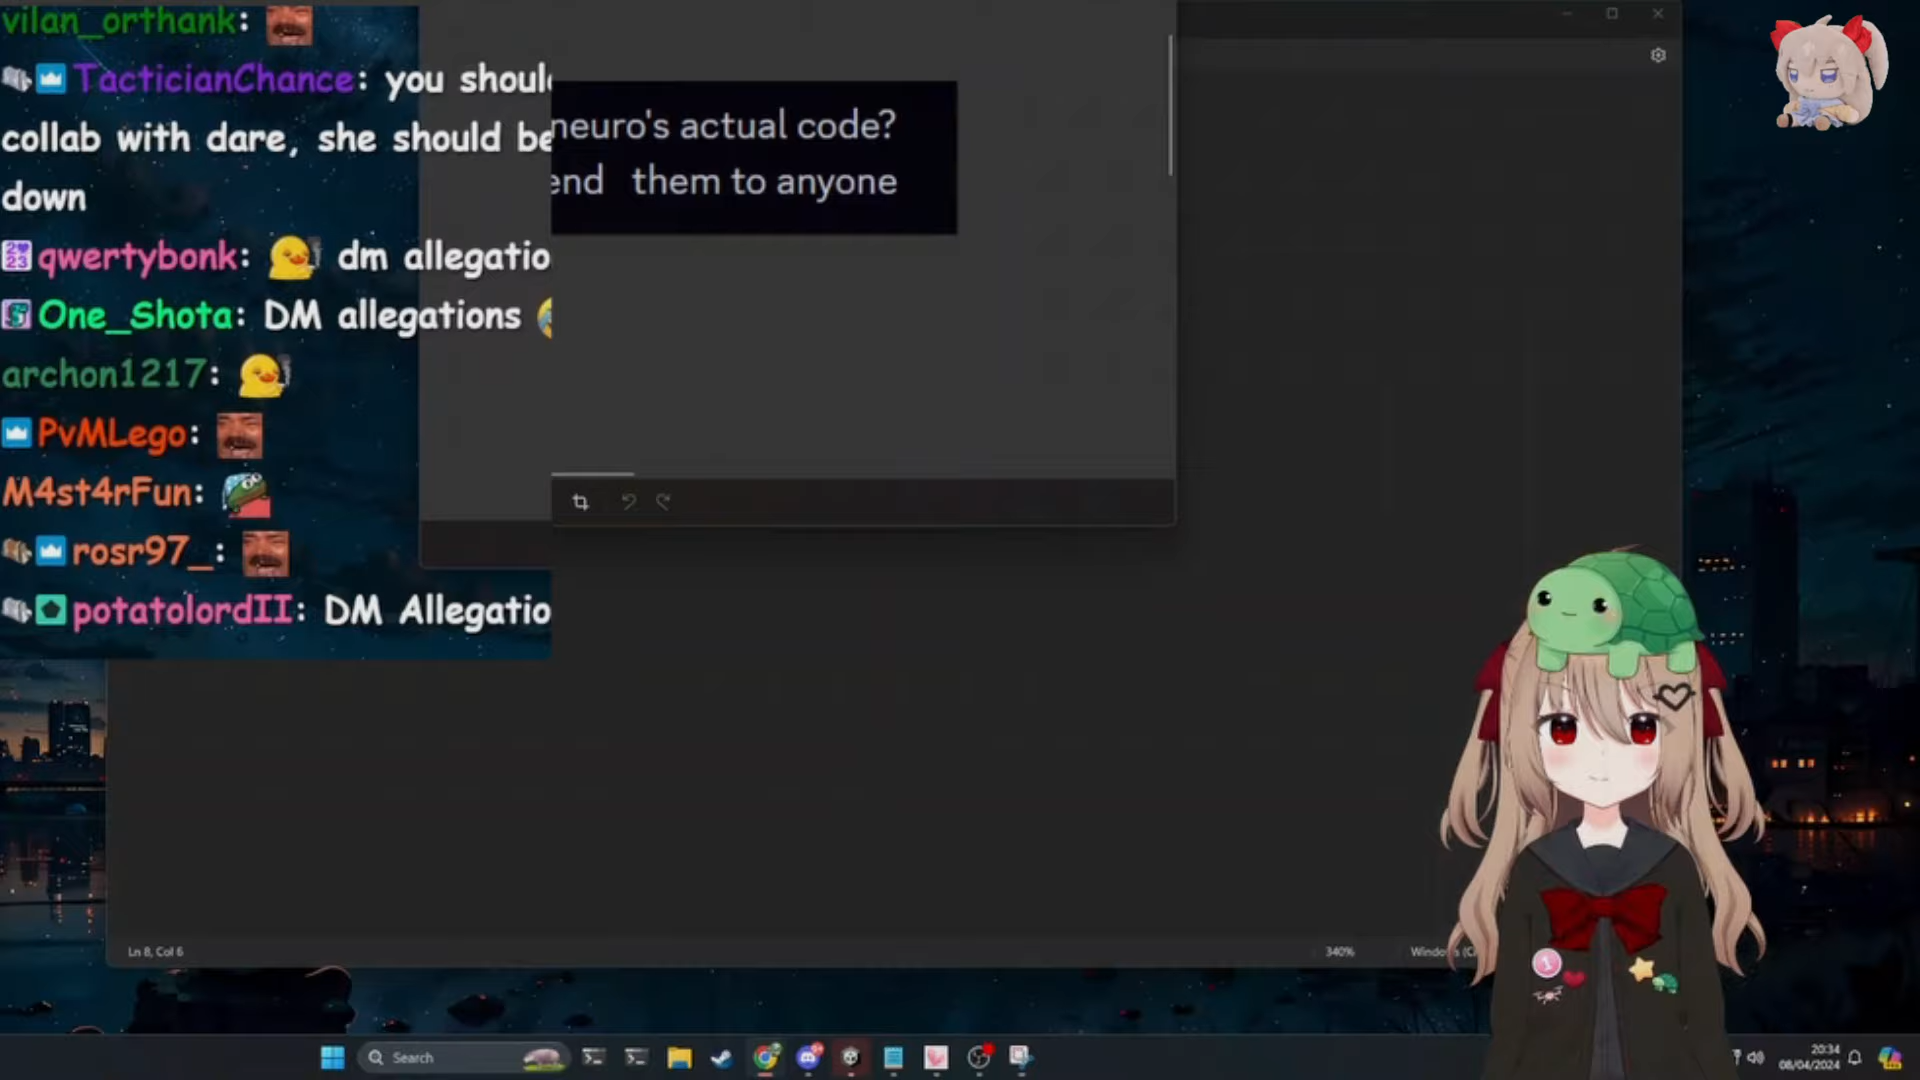 vilan_orthank:
TacticianChance: you shoul
collab with dare, she should be
down
qwertybonk: dm allegatio
One_Shota: DM allegations
archon1217:
PvMLego:
M4st4rFun:
rosr97_:
potatolordII: DM Allegatio
neuro's actual code?
end them to anyone
Ln 8, Col 6
340%
Windows (C
Search
20:34
08/04/2024